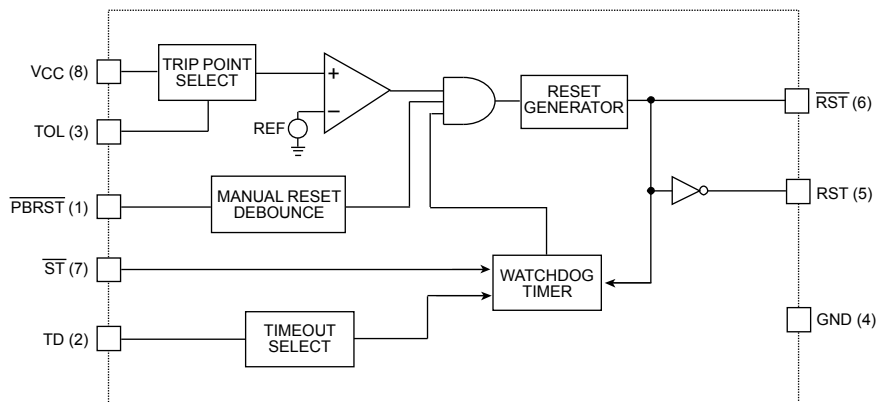 VCC (8)
TRIP POINT
SELECT
TOL (3)
+
−
REF
RESET
GENERATOR
RST (6)
PBRST (1)
MANUAL RESET
DEBOUNCE
RST (5)
ST (7)
WATCHDOG
TIMER
TD (2)
TIMEOUT
SELECT
GND (4)